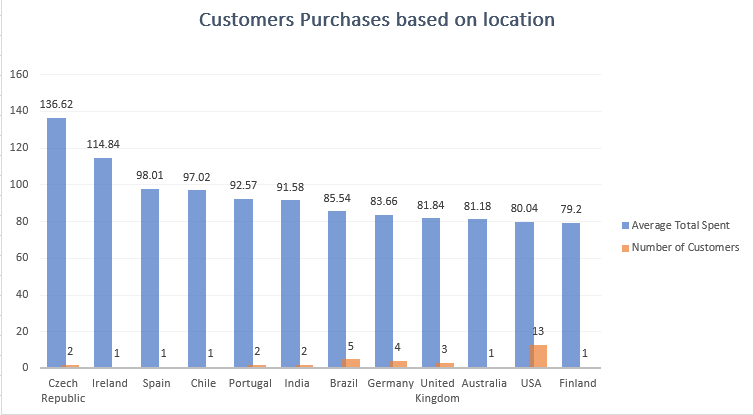 Customers Purchases based on location
160
140
120
100
80
60
40
20
0
136.62
114.84
98.01
97.02
92.57
91.58
85.54
83.66
81.84
81.18
80.04
79.2
2
1
1
1
2
2
5
4
3
1
13
1
Czech
Republic
Ireland
Spain
Chile
Portugal
India
Brazil
Germany
United
Kingdom
Australia
USA
Finland
Average Total Spent
Number of Customers